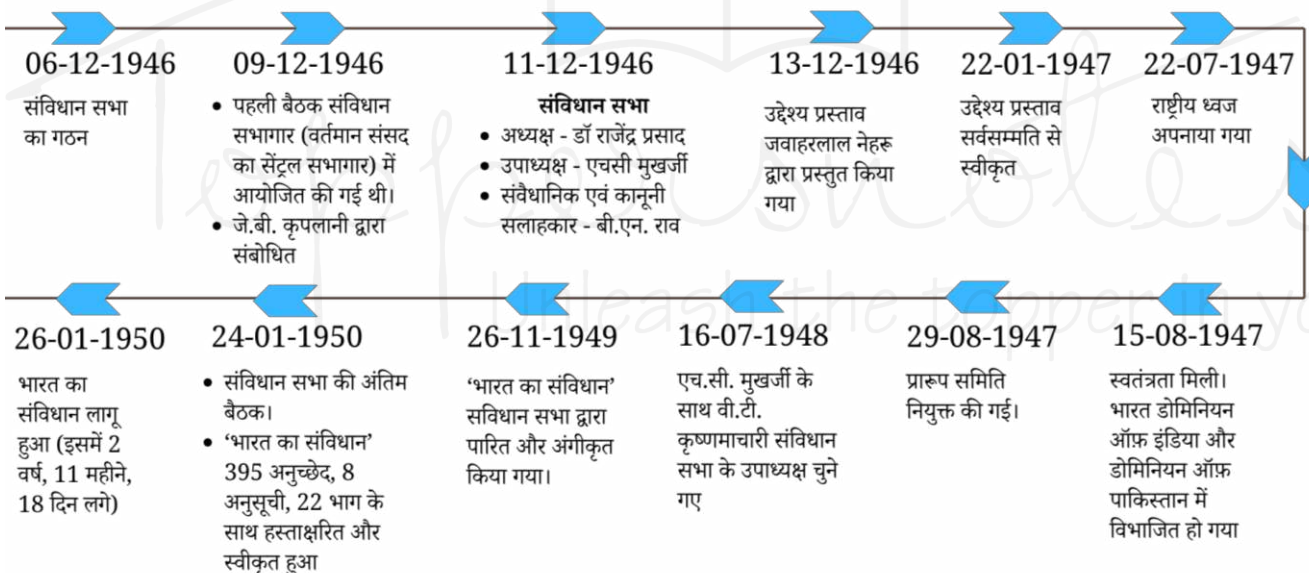 06-12-1946
संविधान सभा
का गठन
09-12-1946
• पहली बैठक संविधान
सभागार (वर्तमान संसद
का सेंट्रल सभागार) में
आयोजित की गई थी।
• जे.बी. कृपलानी द्वारा
संबोधित
11-12-1946
संविधान सभा
• अध्यक्ष - डॉ राजेंद्र प्रसाद
• उपाध्यक्ष - एचसी मुखर्जी
• संवैधानिक एवं कानूनी
सलाहकार - बी.एन. राव
13-12-1946
उद्देश्य प्रस्ताव
जवाहरलाल नेहरू
द्वारा प्रस्तुत किया
गया
22-01-1947
उद्देश्य प्रस्ताव
सर्वसम्मति से
स्वीकृत
22-07-1947
राष्ट्रीय ध्वज
अपनाया गया
26-01-1950
भारत का
संविधान लागू
हुआ (इसमें 2
वर्ष, 11 महीने,
18 दिन लगे)
24-01-1950
• संविधान सभा की अंतिम
बैठक।
• ‘भारत का संविधान’
395 अनुच्छेद, 8
अनुसूची, 22 भाग के
साथ हस्ताक्षरित और
स्वीकृत हुआ
26-11-1949
‘भारत का संविधान’
सविधान सभा द्वारा
पारित और अंगीकृत
किया गया।
16-07-1948
एच.सी. मुखर्जी के
साथ वी.टी.
कृष्णमाचारी संविधान
सभा के उपाध्यक्ष चुने
गए
29-08-1947
प्रारूप समिति
नियुक्त की गई।
15-08-1947
स्वतंत्रता मिली।
भारत डोमिनियन
ऑफ़ इंडिया और
डोमिनियन ऑफ़
पाकिस्तान में
विभाजित हो गया
Toppersnotes
Unleash the topper in y